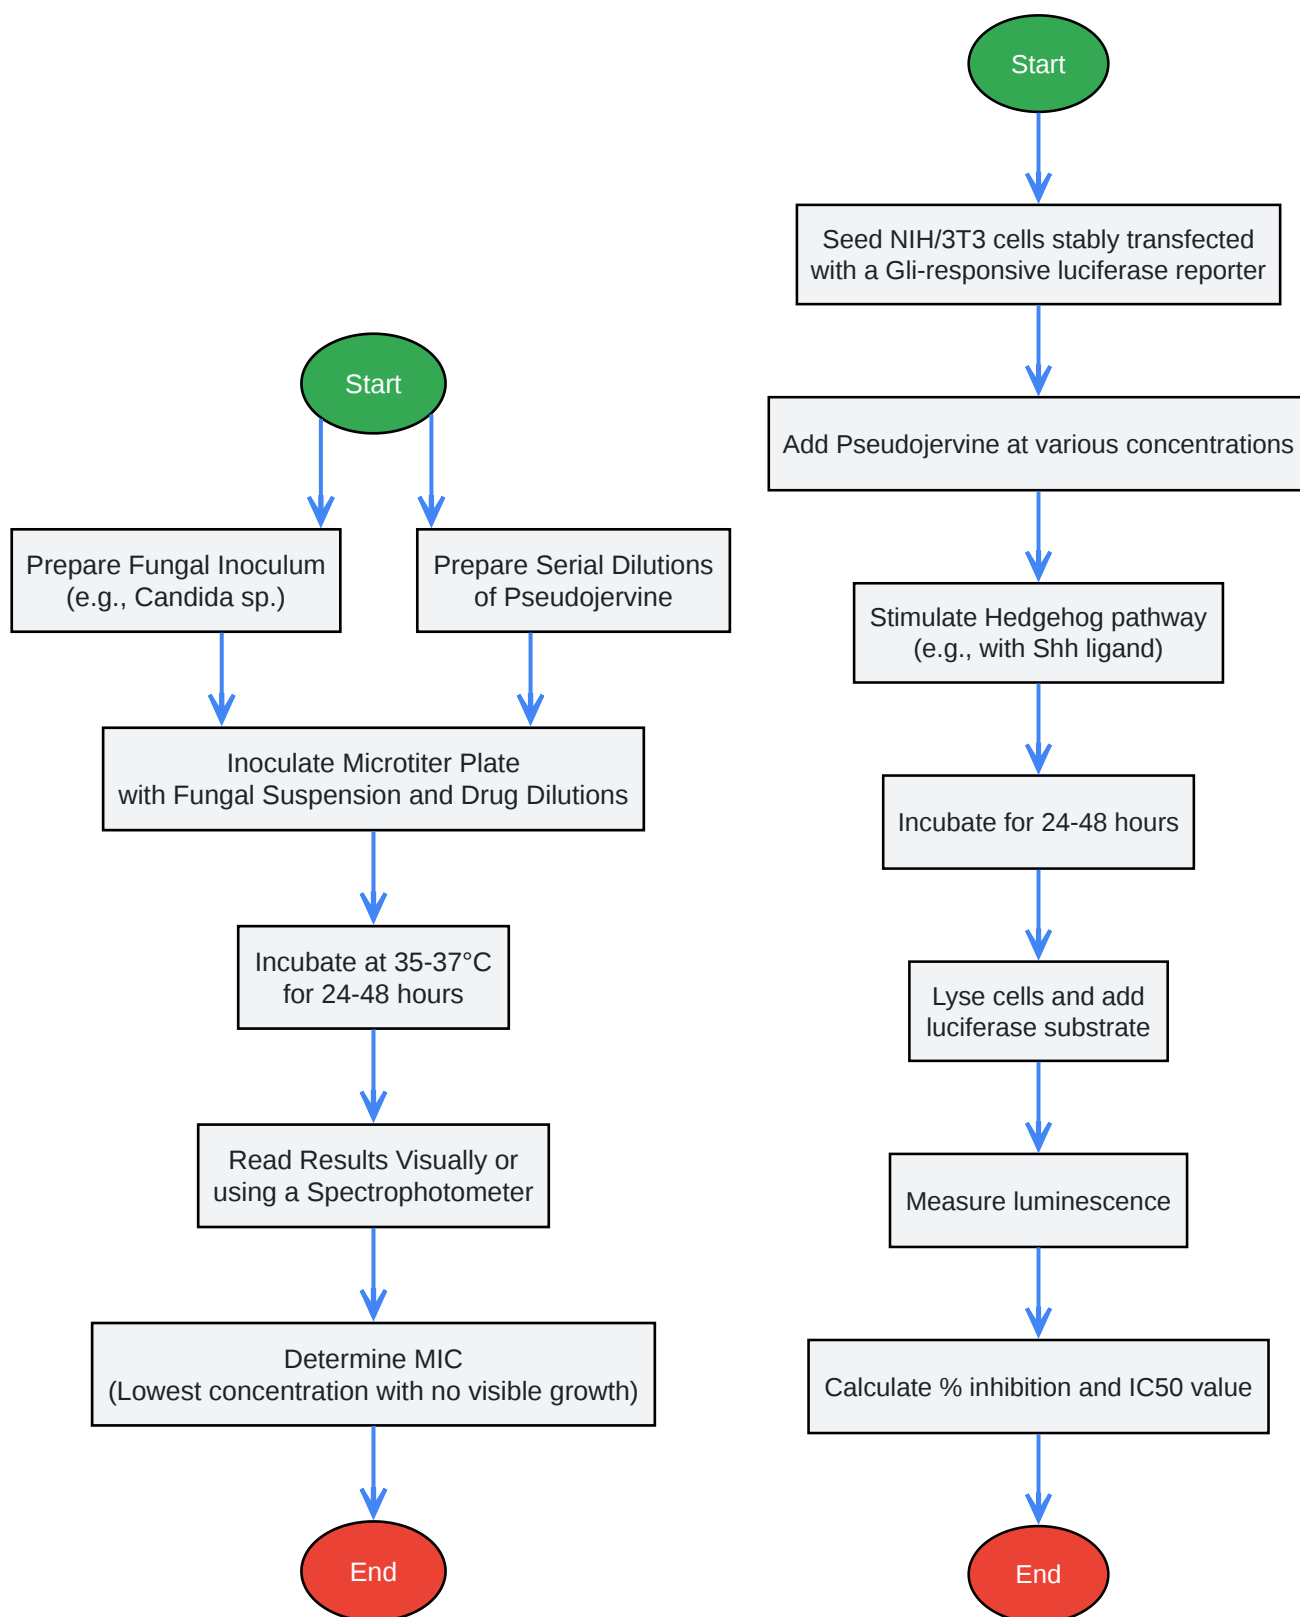 Start
Prepare Fungal Inoculum
(e.g., Candida sp.)
Prepare Serial Dilutions
of Pseudojervine
Inoculate Microtiter Plate
with Fungal Suspension and Drug Dilutions
Incubate at 35-37°C
for 24-48 hours
Read Results Visually or
using a Spectrophotometer
Determine MIC
(Lowest concentration with no visible growth)
End
Start
Seed NIH/3T3 cells stably transfected
with a Gli-responsive luciferase reporter
Add Pseudojervine at various concentrations
Stimulate Hedgehog pathway
(e.g., with Shh ligand)
Incubate for 24-48 hours
Lyse cells and add
luciferase substrate
Measure luminescence
Calculate % inhibition and IC50 value
End